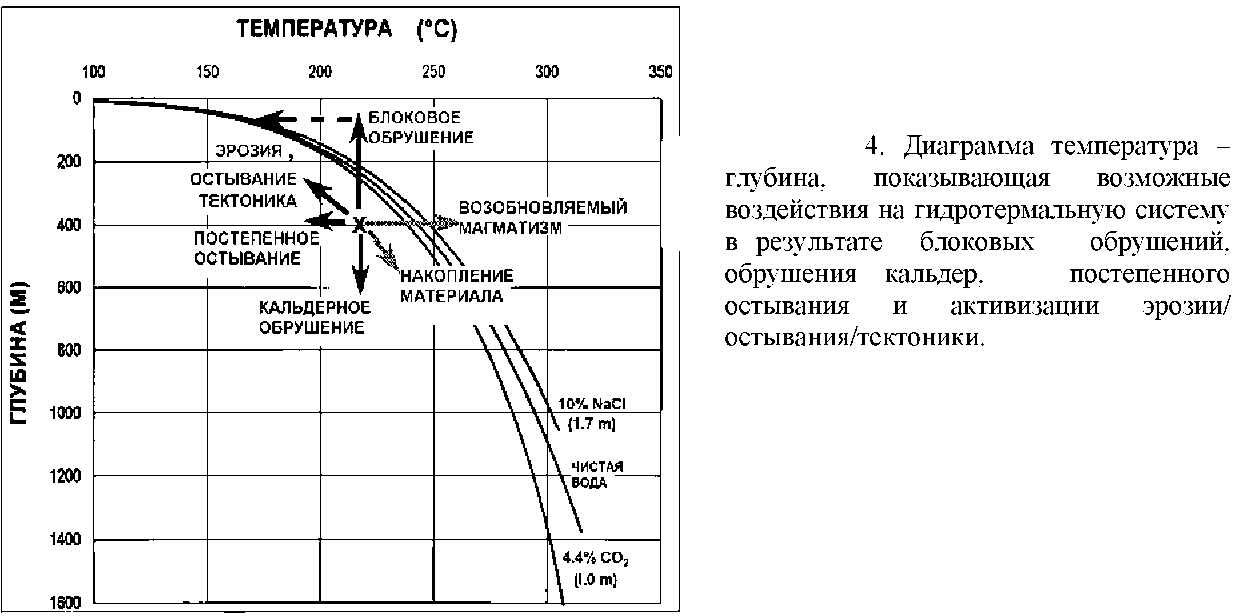 ТЕМПЕРАТУРА (°C)
100 150 200 250 300 350
0
200
400
600
800
1000
1200
1400
1600
ГЛУБИНА (М)
БЛОКОВОЕ
ОБРУШЕНИЕ
ЭРОЗИЯ ,
ОСТЫВАНИЕ
ТЕКТОНИКА
ВОЗОБНОВЛЯЕМЫЙ
МАГМАТИЗМ
ПОСТЕПЕННОЕ
ОСТЫВАНИЕ
НАКОПЛЕНИЕ
МАТЕРИАЛА
КАЛЬДЕРНОЕ
ОБРУШЕНИЕ
10% NaCl
(1.7 m)
ЧИСТАЯ
ВОДА
4.4% CO₂
(1.0 m)
4. Диаграмма температура –
глубина, показывающая возможные
воздействия на гидротермальную систему
в результате блоковых обрушений,
обрушения кальдер, постепенного
остывания и активизации эрозии/
остывания/тектоники.